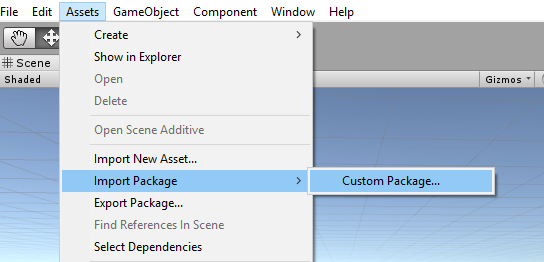 File Edit Assets GameObject Component Window Help
Create
Show in Explorer
Open
Delete
Open Scene Additive
Import New Asset...
Import Package
Custom Package...
Export Package...
Find References In Scene
Select Dependencies
Scene
Shaded
Gizmos